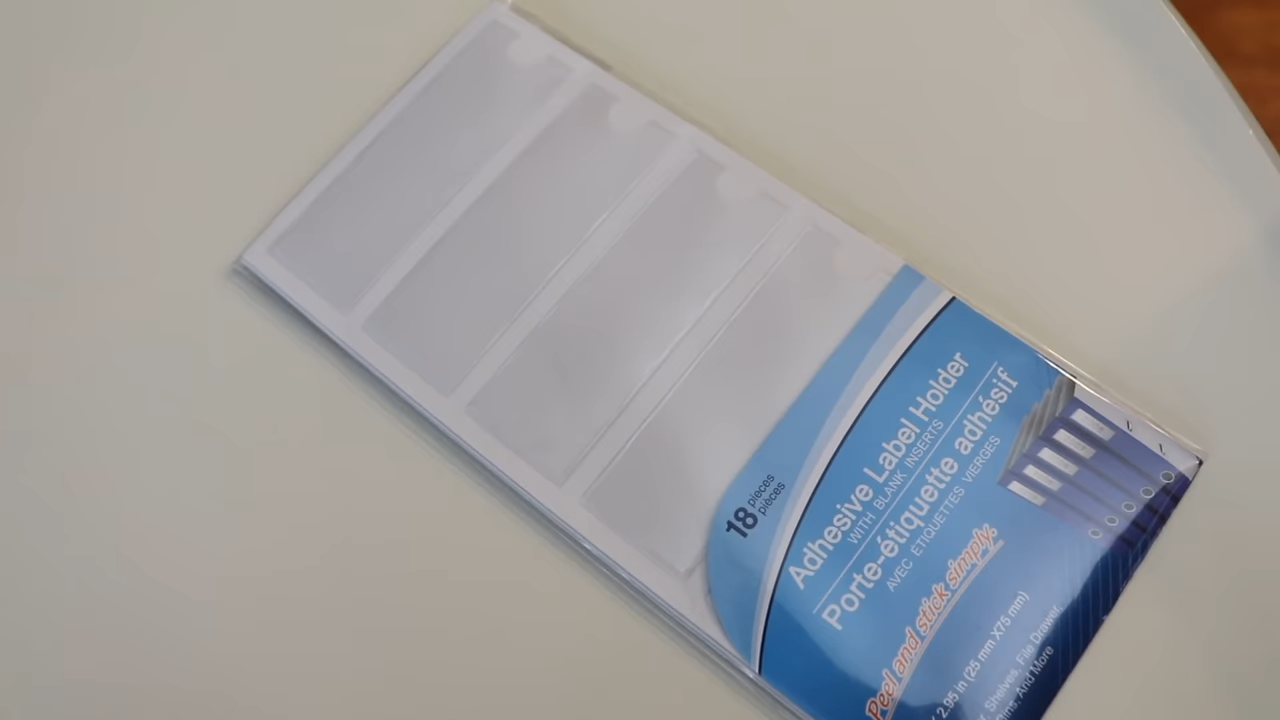 18 pieces
pièces
Adhesive Label Holder
WITH BLANK INSERTS
Porte-étiquette adhésif
AVEC ÉTIQUETTES VIERGES
Peel and stick simply.
2.95 in (25 mm X75 mm)
Shelves, File Drawer,
And More